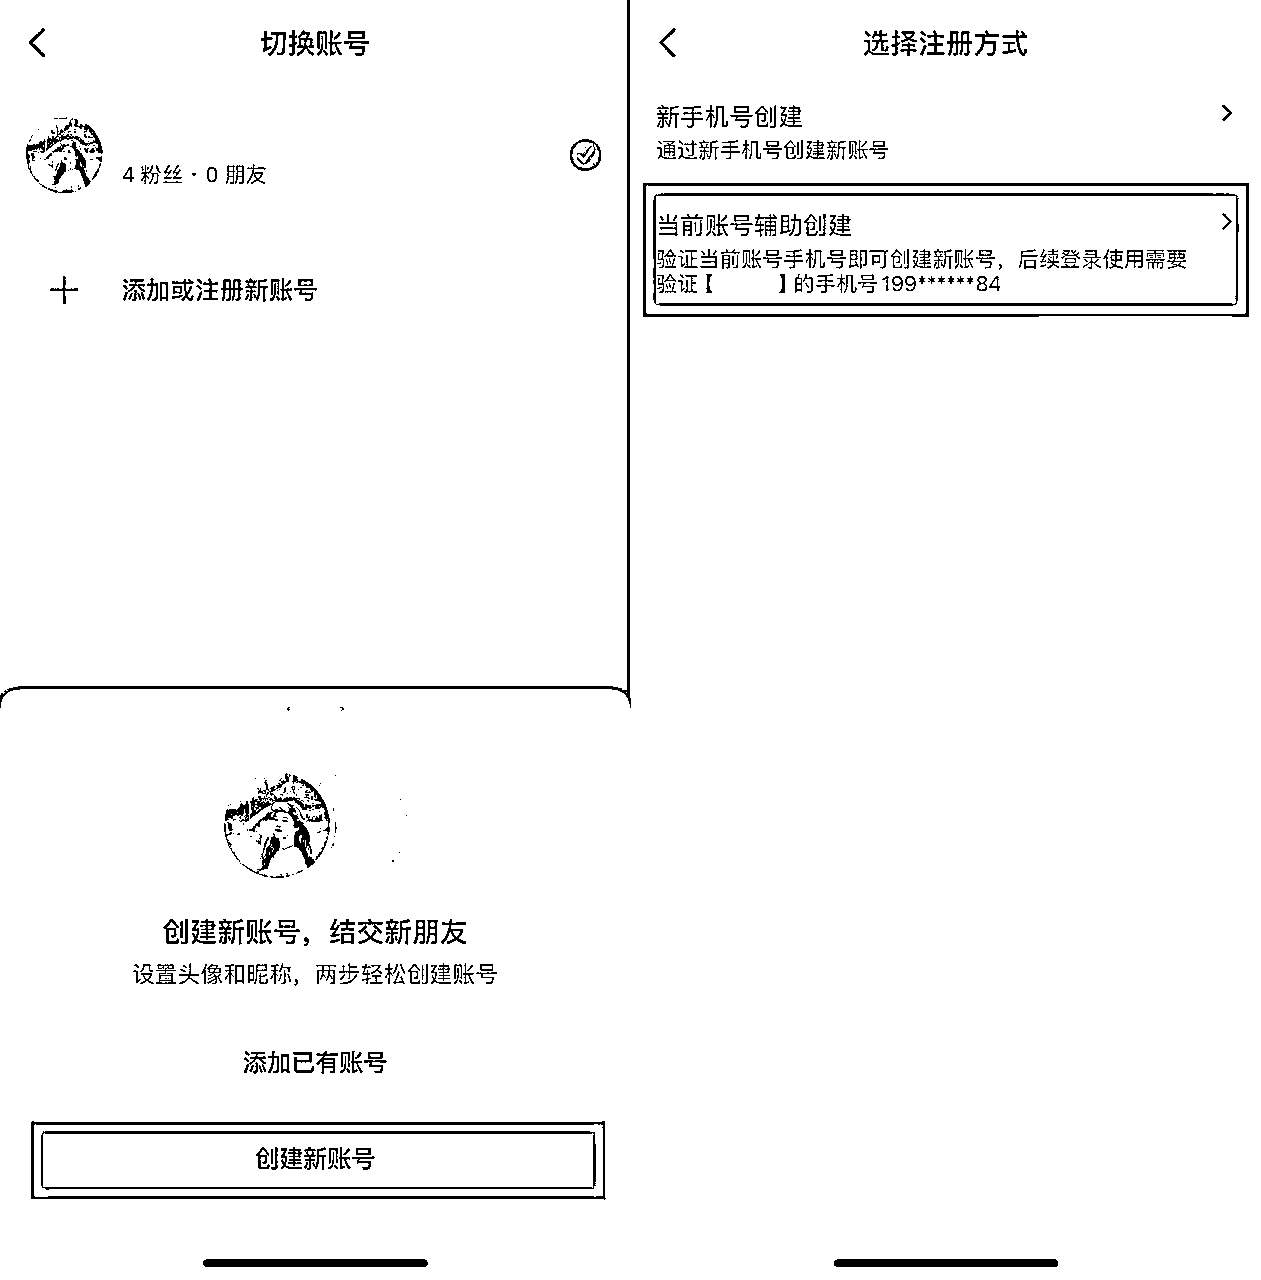 切换账号
4 粉丝 · 0 朋友
添加或注册新账号
创建新账号，结交新朋友
设置头像和昵称，两步轻松创建账号
添加已有账号
创建新账号
选择注册方式
新手机号创建
通过新手机号创建新账号
当前账号辅助创建
验证当前账号手机号即可创建新账号，后续登录使用需要
验证【 】的手机号199******84